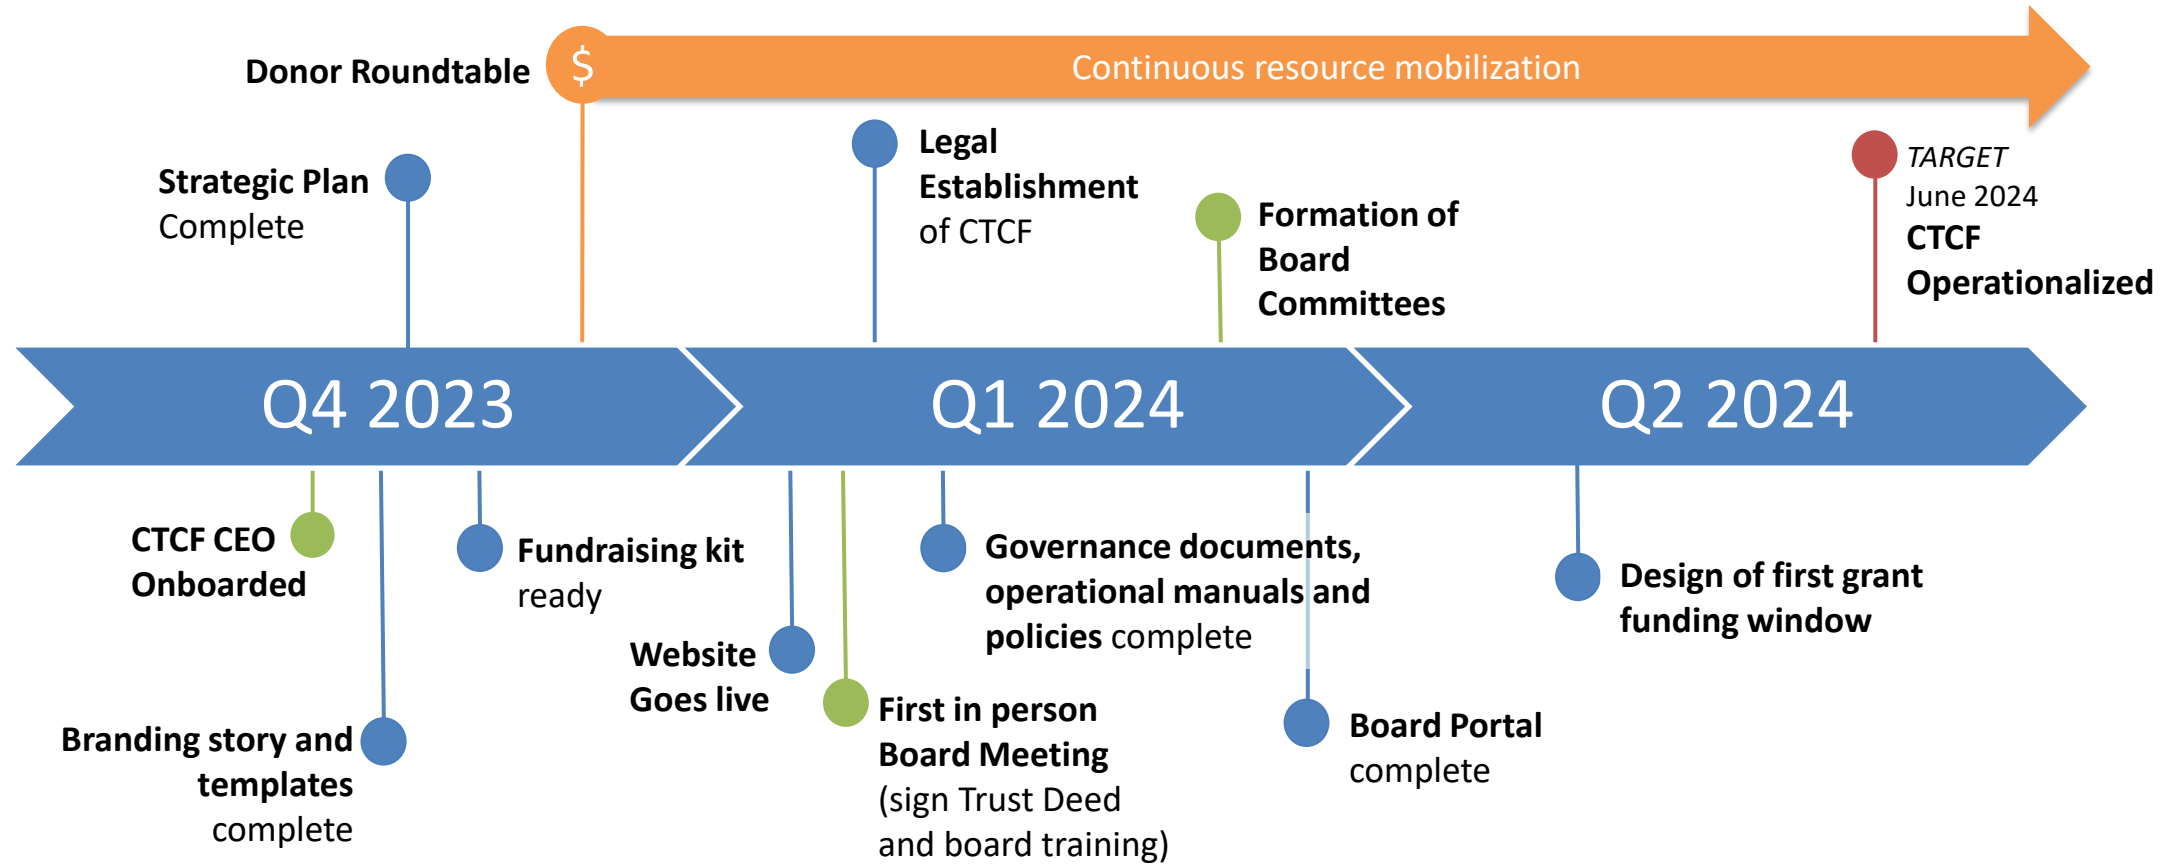 Donor Roundtable
$
Continuous resource mobilization
Strategic Plan
Complete
Legal
Establishment
of CTCF
Formation of
Board
Committees
TARGET
June 2024
CTCF
Operationalized
Q4 2023
Q1 2024
Q2 2024
CTCF CEO
Onboarded
Branding story and
templates
complete
Fundraising kit
ready
Website
Goes live
First in person
Board Meeting
(sign Trust Deed
and board training)
Governance documents,
operational manuals and
policies complete
Board Portal
complete
Design of first grant
funding window